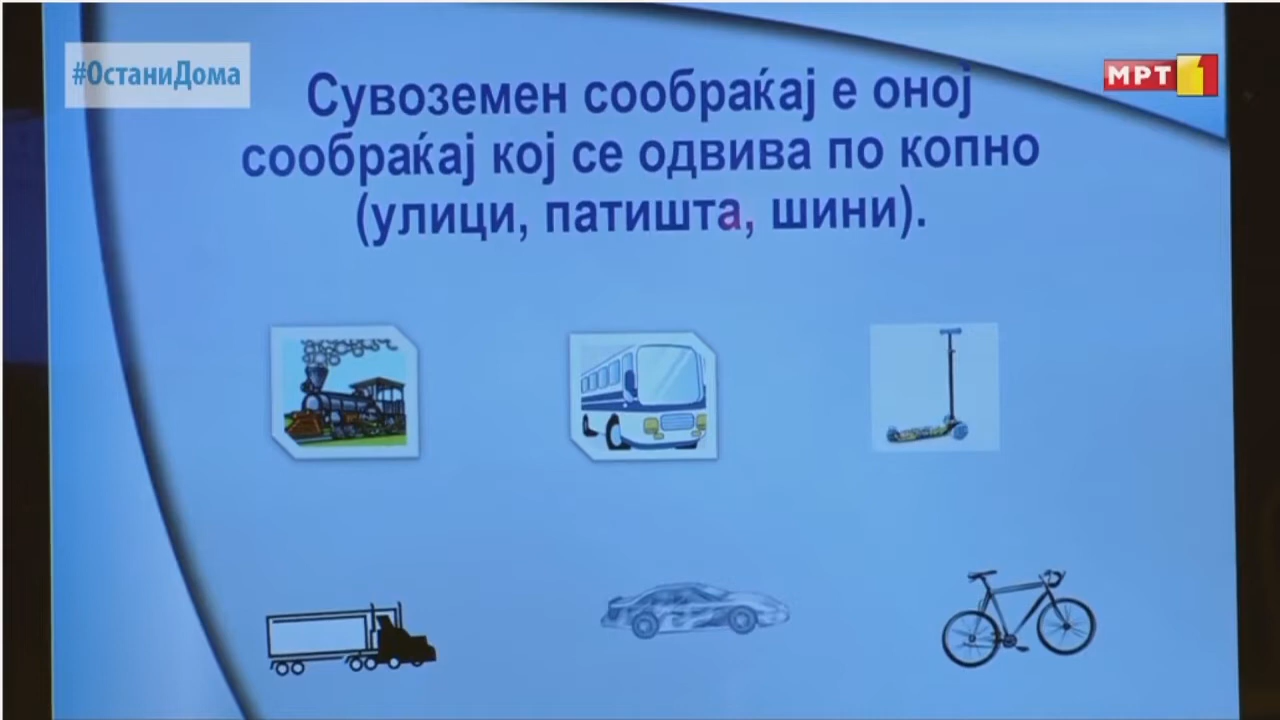 #ОстаниДома
МРТ 1
Сувоземен сообраќај е оној
сообраќај кој се одвива по копно
(улици, патишта, шини).